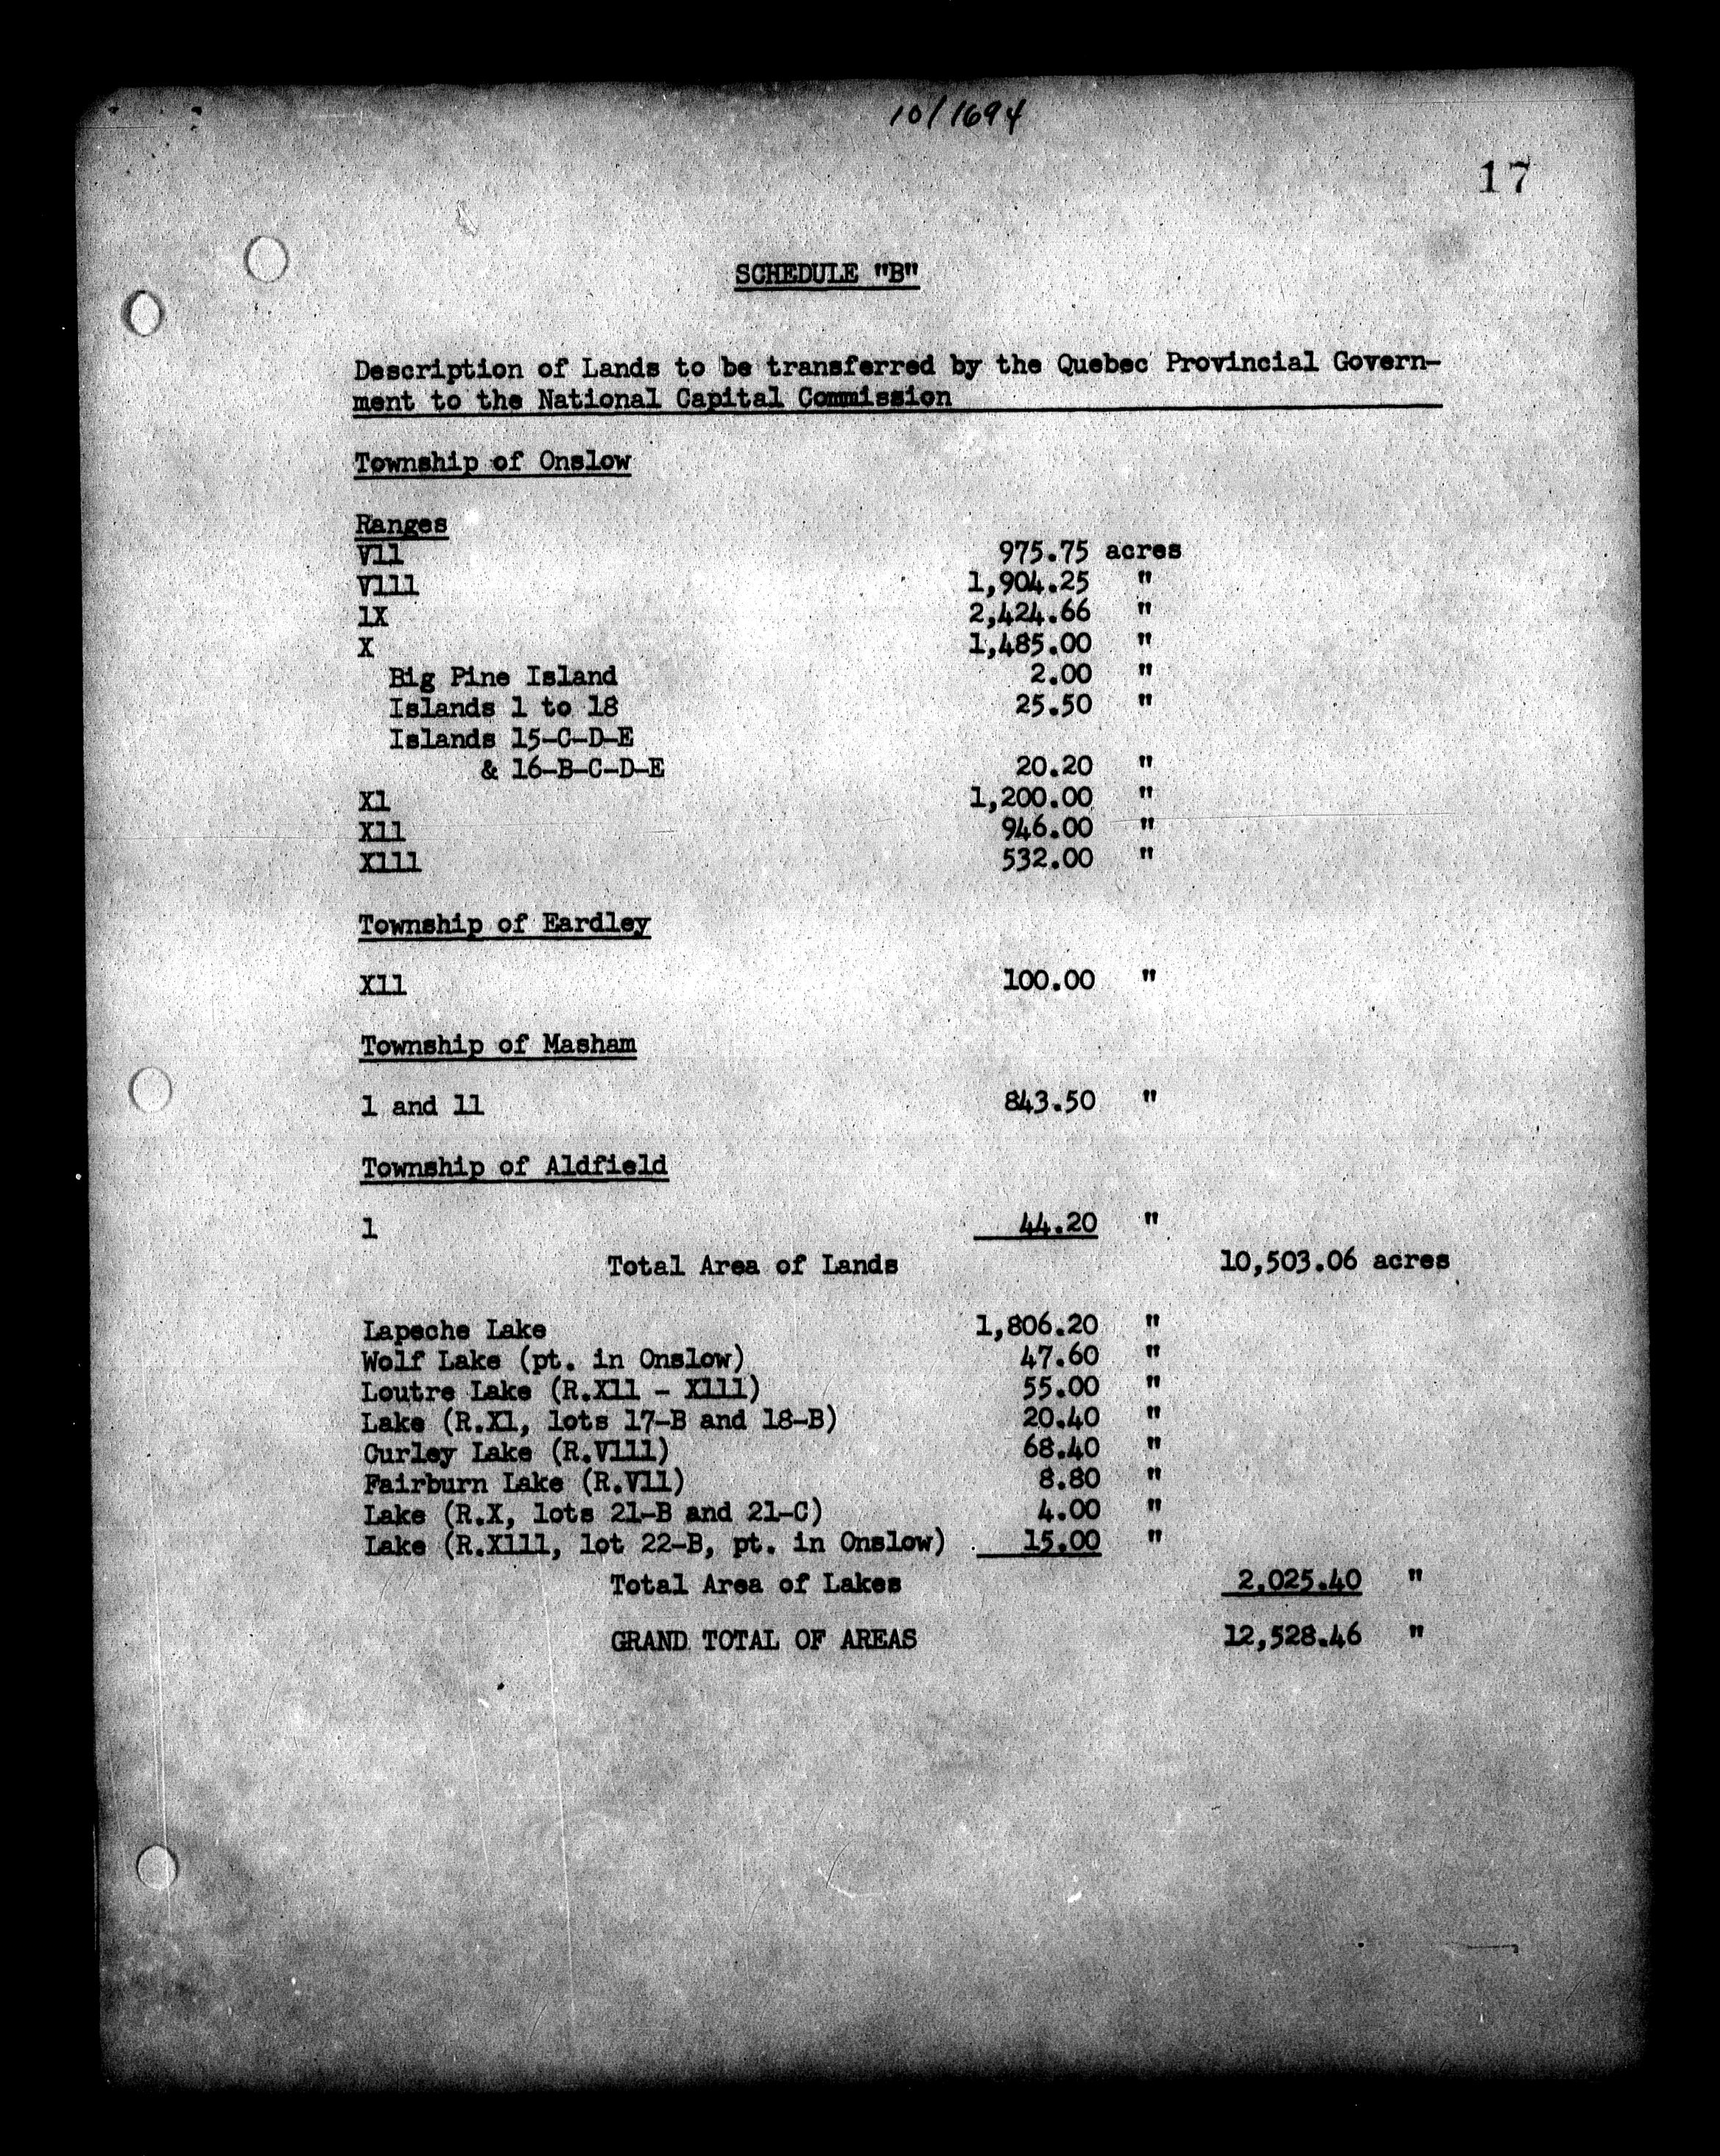 10/1694
17
SCHEDULE "B"
Description of Lands to be transferred by the Quebec Provincial Govern-
ment to the National Capital Commission
Township of Onslow
Ranges
V11 975.75 acres
V111 1,904.25 "
1X 2,424.66 "
X 1,485.00 "
Big Pine Island 2.00 "
Islands 1 to 18 25.50 "
Islands 15-C-D-E
& 16-B-C-D-E 20.20 "
X1 1,200.00 "
X11 946.00 "
X111 532.00 "
Township of Eardley
X11 100.00 "
Township of Masham
1 and 11 843.50 "
Township of Aldfield
1 44.20 "
Total Area of Lands 10,503.06 acres
Lapeche Lake 1,806.20 "
Wolf Lake (pt. in Onslow) 47.60 "
Loutre Lake (R.X11 - X111) 55.00 "
Lake (R.X1, lots 17-B and 18-B) 20.40 "
Curley Lake (R.V111) 68.40 "
Fairburn Lake (R.V11) 8.80 "
Lake (R.X, lots 21-B and 21-C) 4.00 "
Lake (R.X111, lot 22-B, pt. in Onslow) 15.00 "
Total Area of Lakes 2,025.40 "
GRAND TOTAL OF AREAS 12,528.46 "